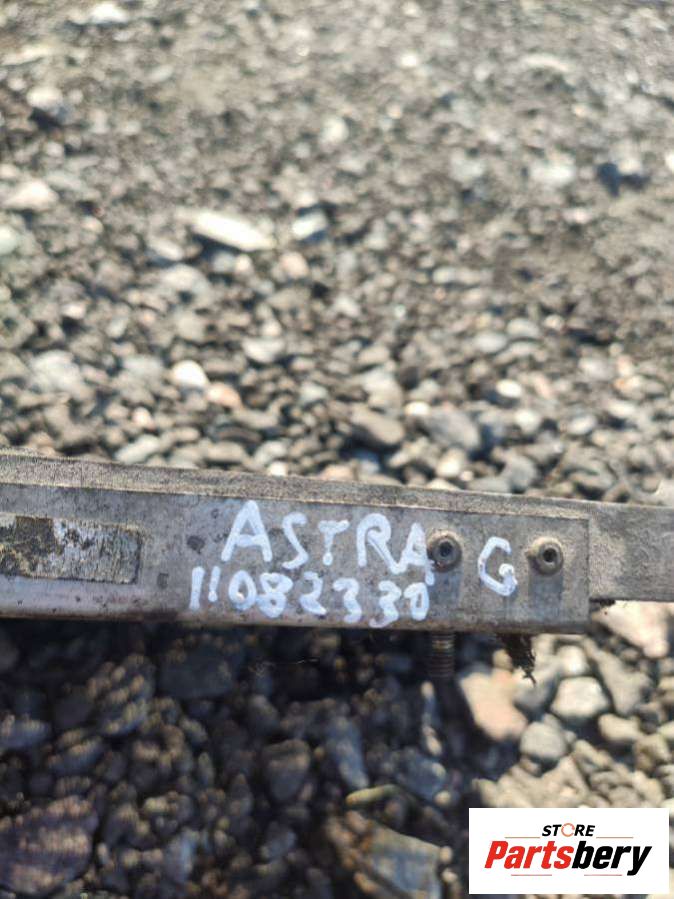 ASTRA G
11082330
STORE
Partsbery